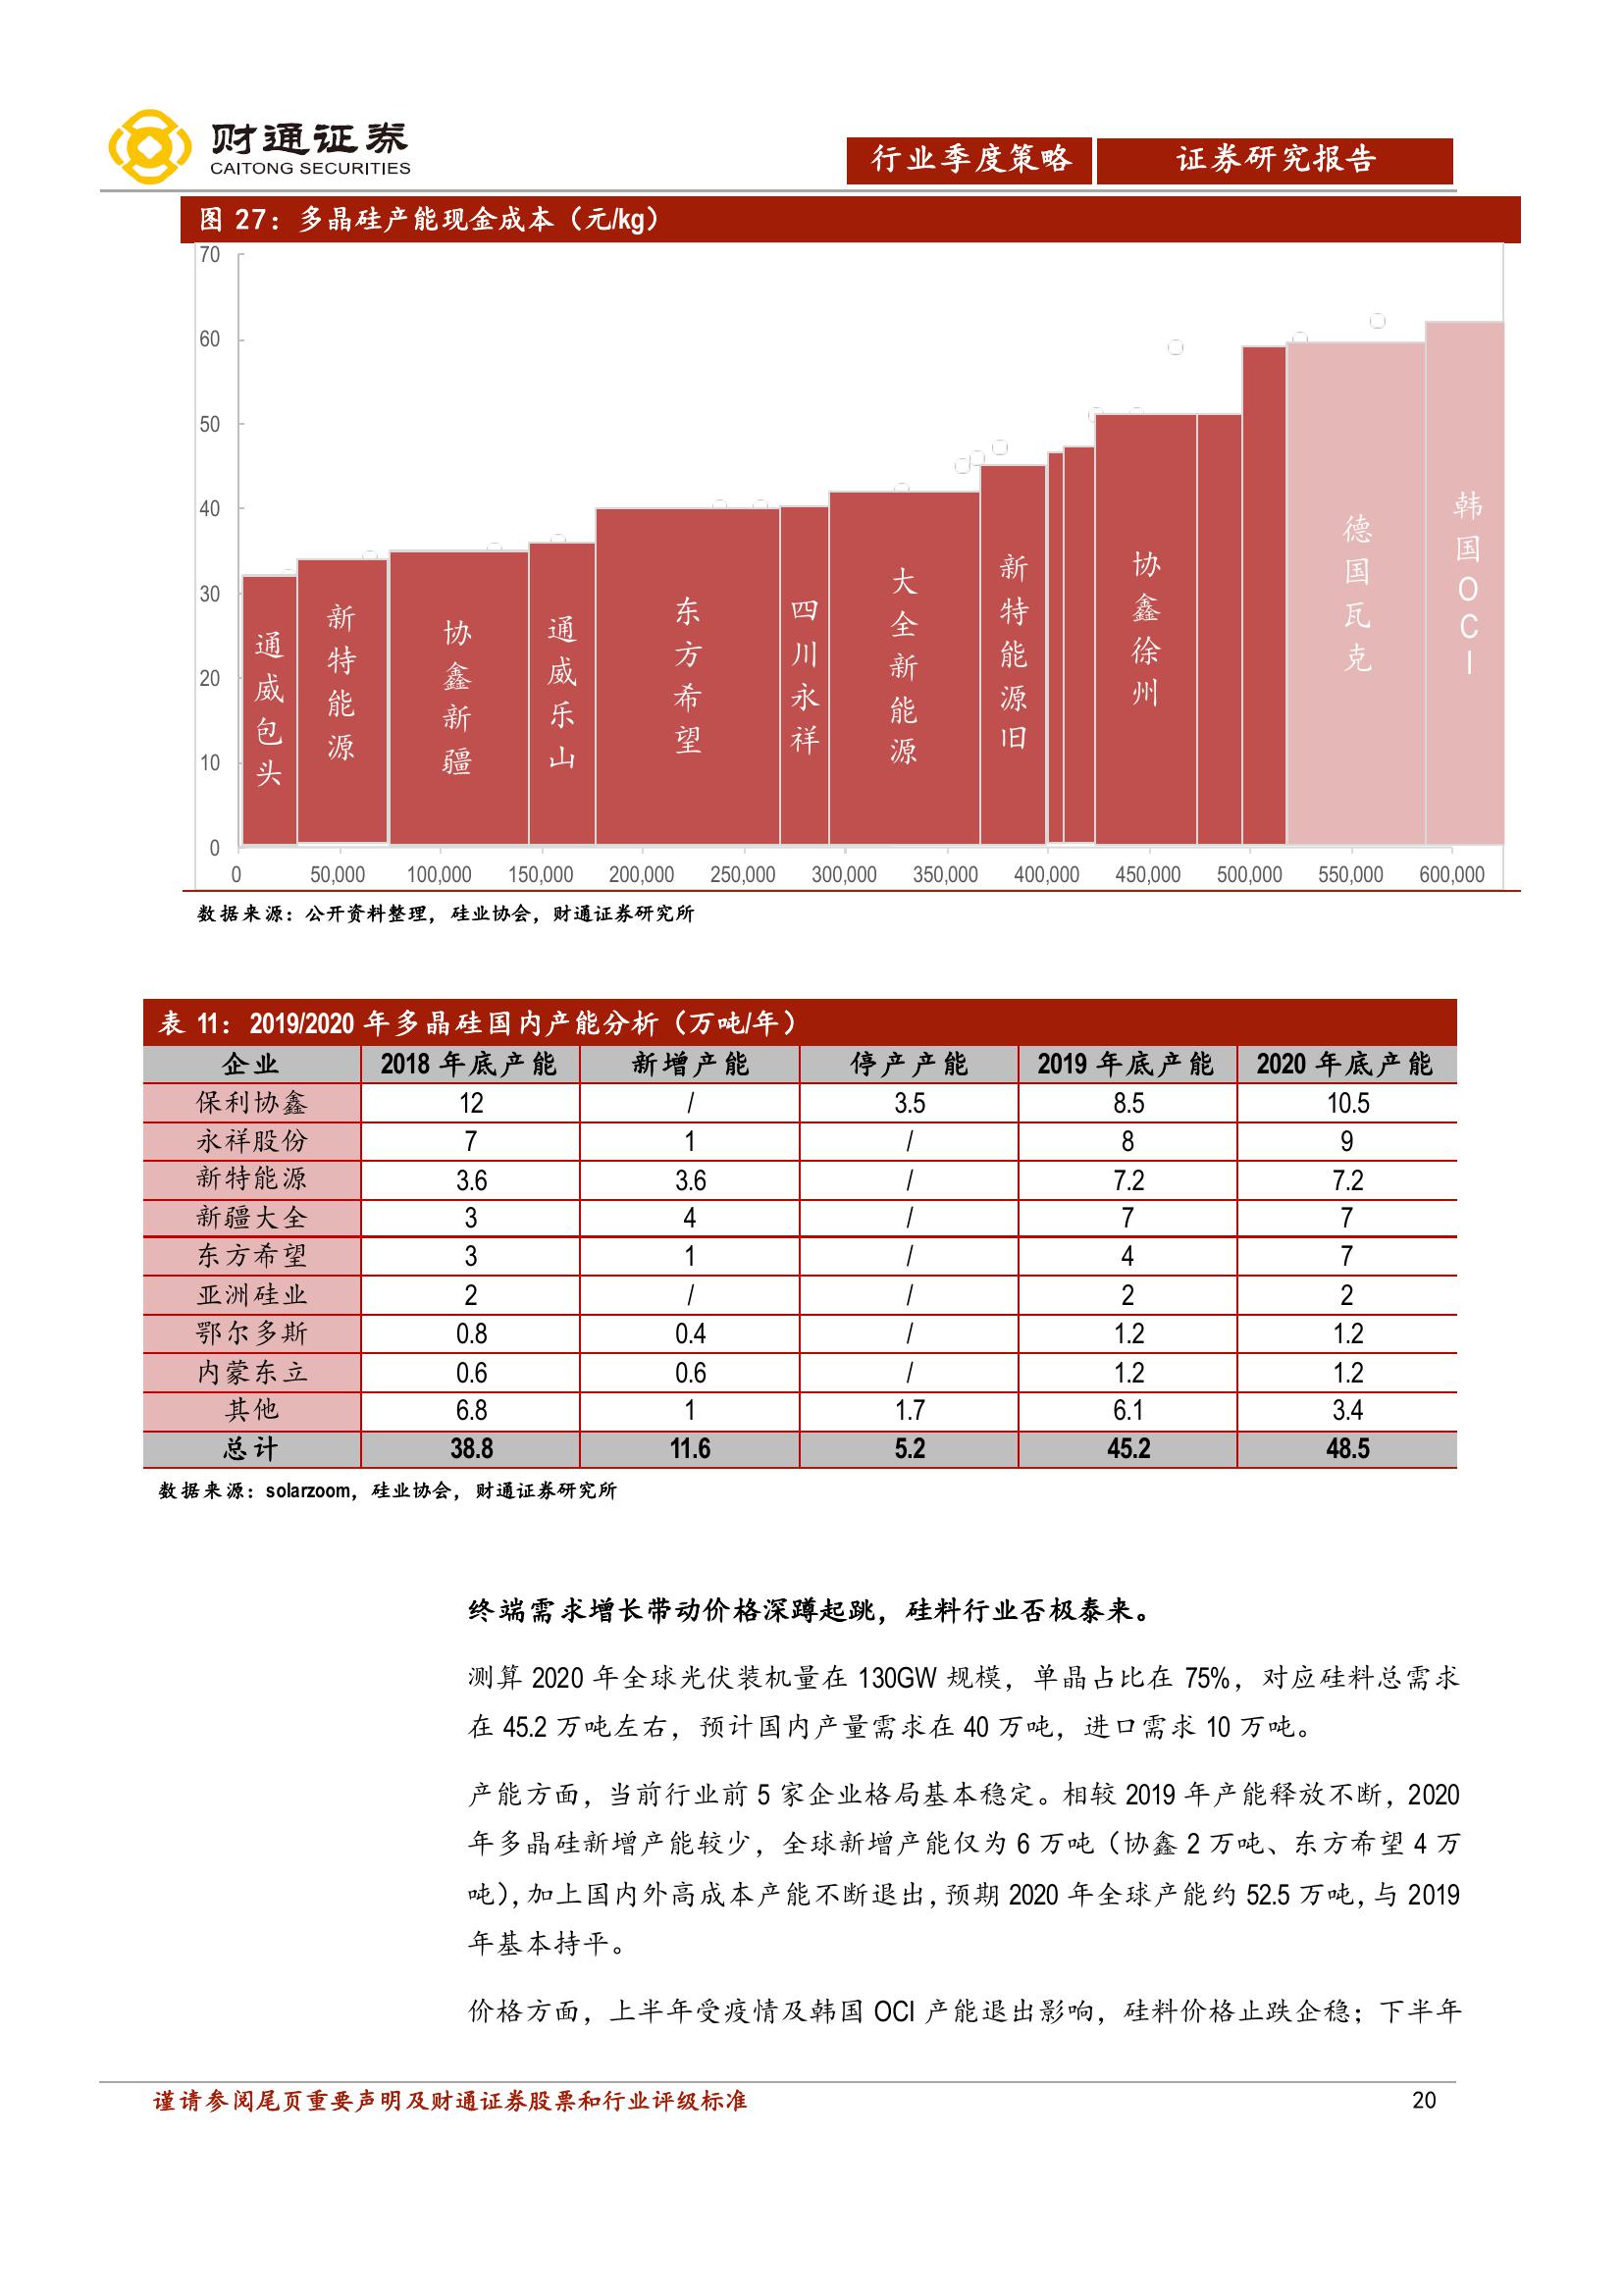 财通证券
CAITONG SECURITIES
行业季度策略 证券研究报告
图 27：多晶硅产能现金成本（元/kg）
70
60
50
40
30
20
10
0
通威包头
新特能源
协鑫新疆
通威乐山
东方希望
四川永祥
大全新能源
新特能源旧
协鑫徐州
德国瓦克
韩国OCI
0 50,000 100,000 150,000 200,000 250,000 300,000 350,000 400,000 450,000 500,000 550,000 600,000
数据来源：公开资料整理，硅业协会，财通证券研究所
表 11：2019/2020 年多晶硅国内产能分析（万吨/年）
企业 2018 年底产能 新增产能 停产产能 2019 年底产能 2020 年底产能
保利协鑫 12 / 3.5 8.5 10.5
永祥股份 7 1 / 8 9
新特能源 3.6 3.6 / 7.2 7.2
新疆大全 3 4 / 7 7
东方希望 3 1 / 4 7
亚洲硅业 2 / / 2 2
鄂尔多斯 0.8 0.4 / 1.2 1.2
内蒙东立 0.6 0.6 / 1.2 1.2
其他 6.8 1 1.7 6.1 3.4
总计 38.8 11.6 5.2 45.2 48.5
数据来源：solarzoom，硅业协会，财通证券研究所
终端需求增长带动价格深蹲起跳，硅料行业否极泰来。
测算 2020 年全球光伏装机量在 130GW 规模，单晶占比在 75%，对应硅料总需求
在 45.2 万吨左右，预计国内产量需求在 40 万吨，进口需求 10 万吨。
产能方面，当前行业前 5 家企业格局基本稳定。相较 2019 年产能释放不断，2020
年多晶硅新增产能较少，全球新增产能仅为 6 万吨（协鑫 2 万吨、东方希望 4 万
吨），加上国内外高成本产能不断退出，预期 2020 年全球产能约 52.5 万吨，与 2019
年基本持平。
价格方面，上半年受疫情及韩国 OCI 产能退出影响，硅料价格止跌企稳；下半年
谨请参阅尾页重要声明及财通证券股票和行业评级标准 20